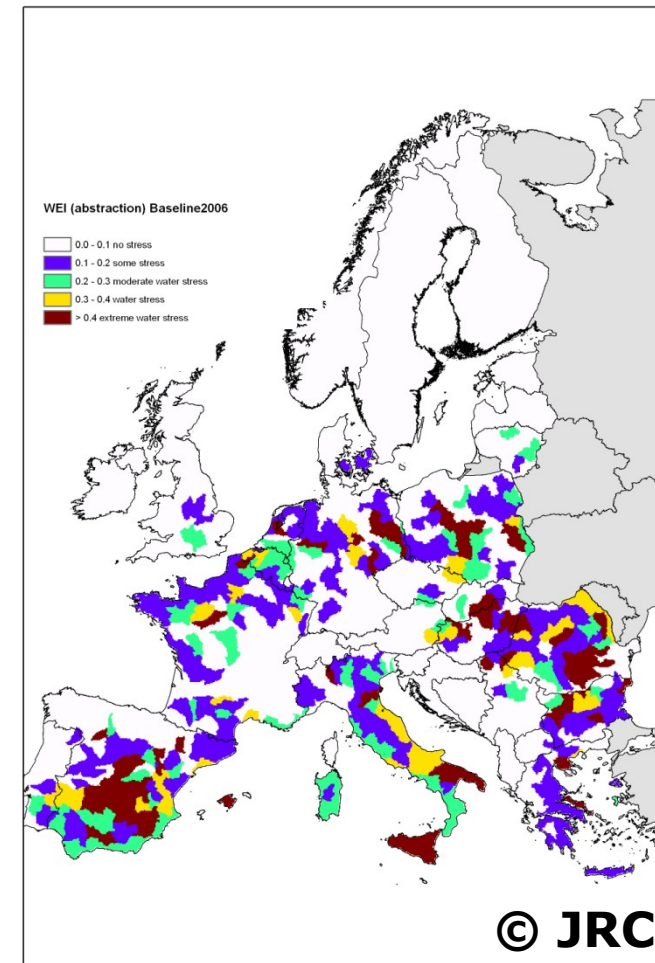 WEI (abstraction) Baseline2006
0.0 - 0.1 no stress
0.1 - 0.2 some stress
0.2 - 0.3 moderate water stress
0.3 - 0.4 water stress
> 0.4 extreme water stress
© JRC